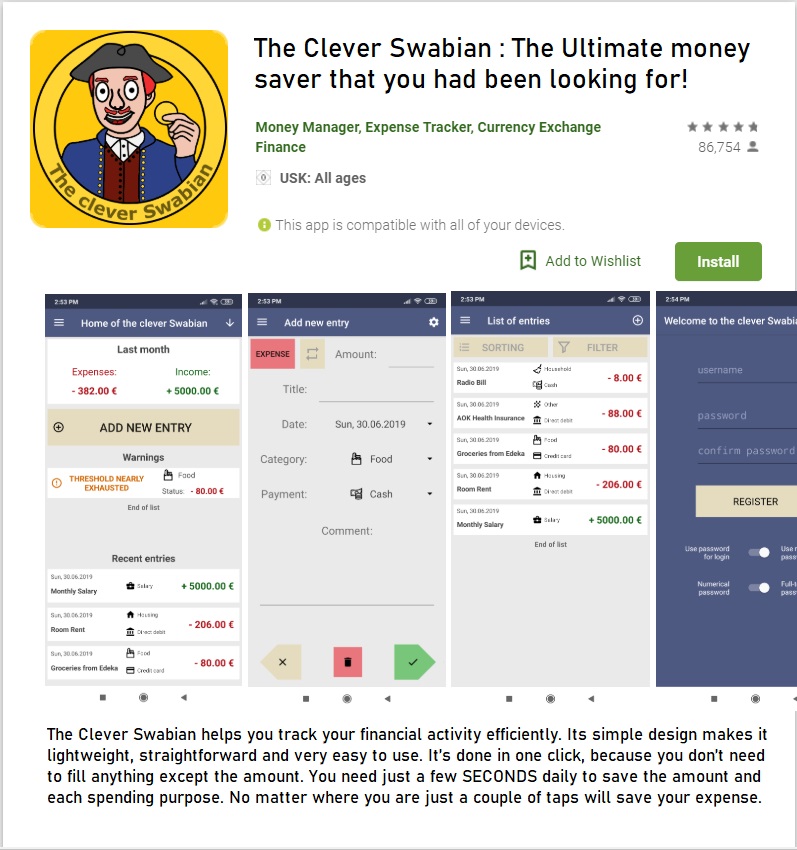 The Clever Swabian : The Ultimate money
saver that you had been looking for!
The clever Swabian
Money Manager, Expense Tracker, Currency Exchange
Finance
86,754
0 USK: All ages
This app is compatible with all of your devices.
Add to Wishlist
Install
2:53 PM
Home of the clever Swabian
Last month
Expenses: Income:
- 382.00 € + 5000.00 €
ADD NEW ENTRY
Warnings
THRESHOLD NEARLY
EXHAUSTED
Food
Status: - 80.00 €
End of list
Recent entries
Sun, 30.06.2019
Monthly Salary
Salary
+ 5000.00 €
Sun, 30.06.2019
Room Rent
Housing
Direct debit
- 206.00 €
Sun, 30.06.2019
Groceries from Edeka
Food
Credit card
- 80.00 €
2:53 PM
Add new entry
EXPENSE
Amount:
Title:
Date: Sun, 30.06.2019
Category: Food
Payment: Cash
Comment:
2:53 PM
List of entries
SORTING FILTER
Sun, 30.06.2019
Radio Bill
Household
Cash
- 8.00 €
Sun, 30.06.2019
AOK Health Insurance
Other
Direct debit
- 88.00 €
Sun, 30.06.2019
Groceries from Edeka
Food
Credit card
- 80.00 €
Sun, 30.06.2019
Room Rent
Housing
Direct debit
- 206.00 €
Sun, 30.06.2019
Monthly Salary
Salary
+ 5000.00 €
End of list
2:54 PM
Welcome to the clever Swabia
username
password
confirm password
REGISTER
Use password
for login
Use
pass
Numerical
password
Full-t
pass
The Clever Swabian helps you track your financial activity efficiently. Its simple design makes it
lightweight, straightforward and very easy to use. It's done in one click, because you don't need
to fill anything except the amount. You need just a few SECONDS daily to save the amount and
each spending purpose. No matter where you are just a couple of taps will save your expense.